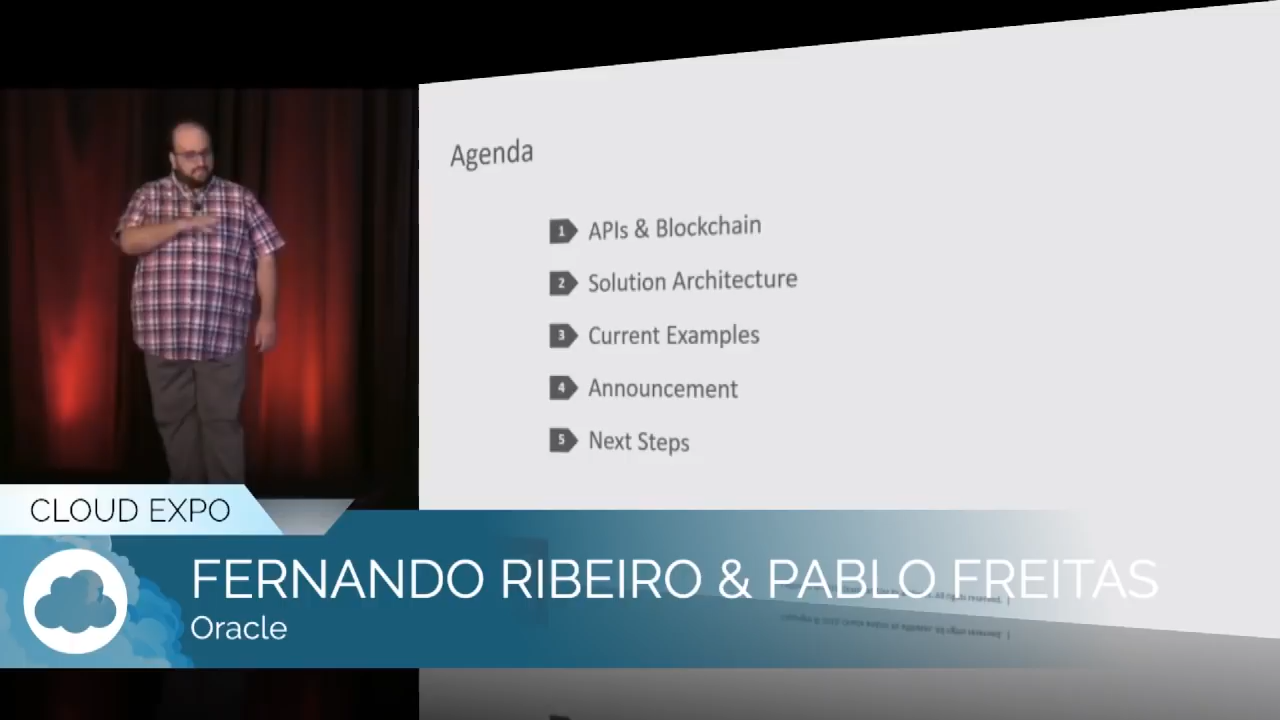 Agenda
1 APIs & Blockchain
2 Solution Architecture
3 Current Examples
4 Announcement
5 Next Steps
CLOUD EXPO
FERNANDO RIBEIRO & PABLO FREITAS
Oracle